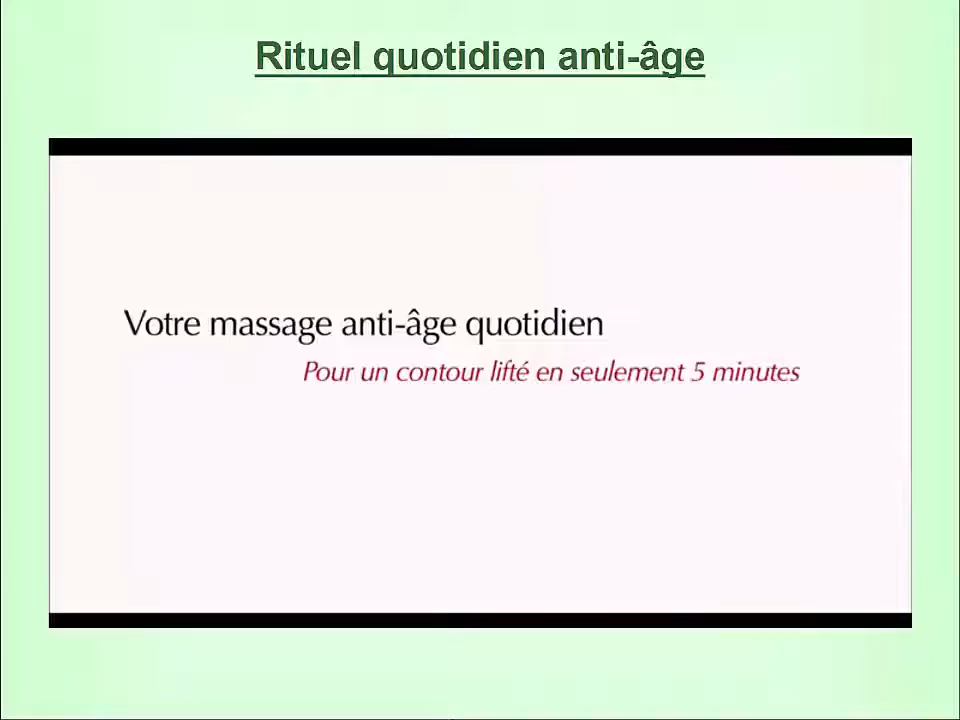 Rituel quotidien anti-âge
Votre massage anti-âge quotidien
Pour un contour lifté en seulement 5 minutes